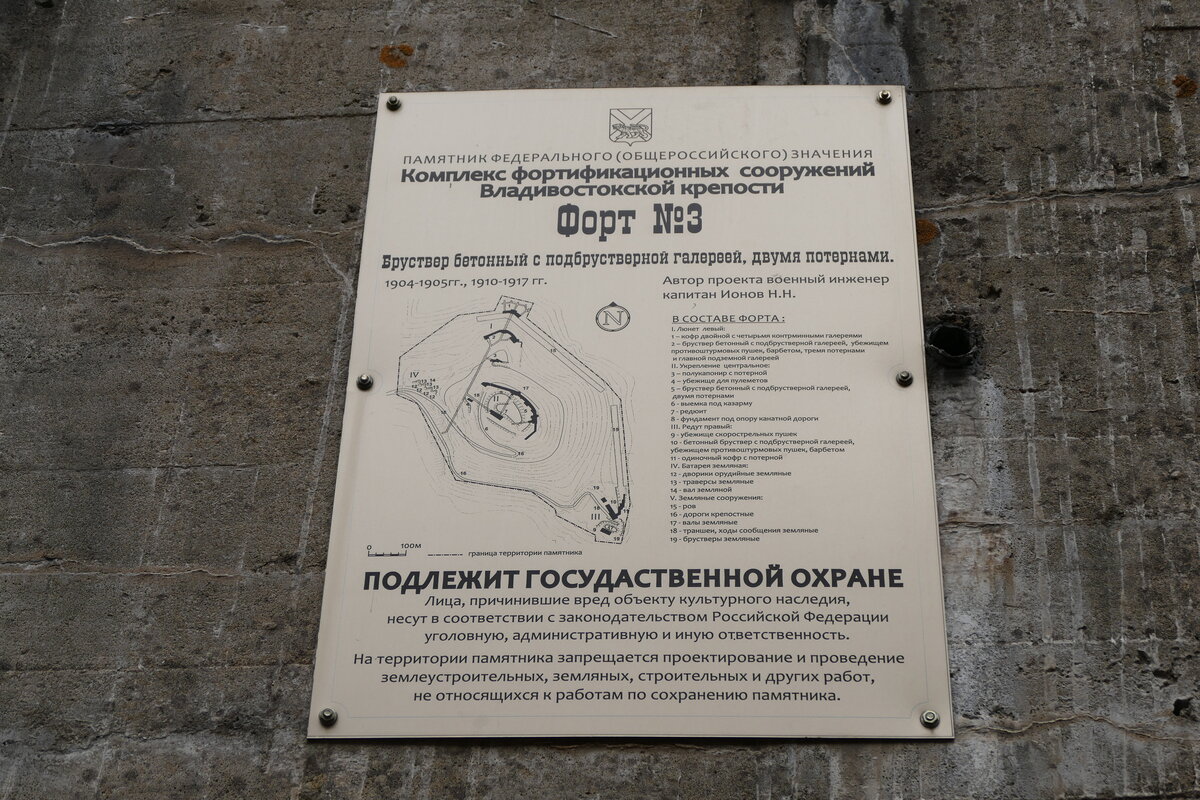 ПАМЯТНИК ФЕДЕРАЛЬНОГО (ОБЩЕРОССИЙСКОГО) ЗНАЧЕНИЯ
Комплекс фортификационных сооружений
Владивостокской крепости
Форт №3
Бруствер бетонный с подбрустверной галереей, двумя потернами.
1904-1905гг., 1910-1917 гг.
Автор проекта военный инженер
капитан Ионов Н.Н.
N
В СОСТАВЕ ФОРТА :
I. Люнет левый:
1 – кофр двойной с четырьмя контрминными галереями
2 – бруствер бетонный с подбрустверной галереей, убежищем
противоштурмовых пушек, барбетом, тремя потернами
и главной подземной галереей
II. Укрепление центральное:
3 – полукапонир с потерной
4 – убежище для пулеметов
5 – бруствер бетонный с подбрустверной галереей,
двумя потернами
6 - выемка под казарму
7 - редюит
8 - фундамент под опору канатной дороги
III. Редут правый:
9 - убежище скорострельных пушек
10 - бетонный бруствер с подбрустверной галереей,
убежищем противоштурмовых пушек, барбетом
11 - одиночный кофр с потерной
IV. Батарея земляная:
12 - дворики орудийные земляные
13 - траверсы земляные
14 - вал земляной
V. Земляные сооружения:
15 - ров
16 - дороги крепостные
17 - валы земляные
18 - траншеи, ходы сообщения земляные
19 - брустверы земляные
IV
II
III
0 100М
граница территории памятника
ПОДЛЕЖИТ ГОСУДАСТВЕННОЙ ОХРАНЕ
Лица, причинившие вред объекту культурного наследия,
несут в соответствии с законодательством Российской Федерации
уголовную, административную и иную ответственность.
На территории памятника запрещается проектирование и проведение
землеустроительных, земляных, строительных и других работ,
не относящихся к работам по сохранению памятника.